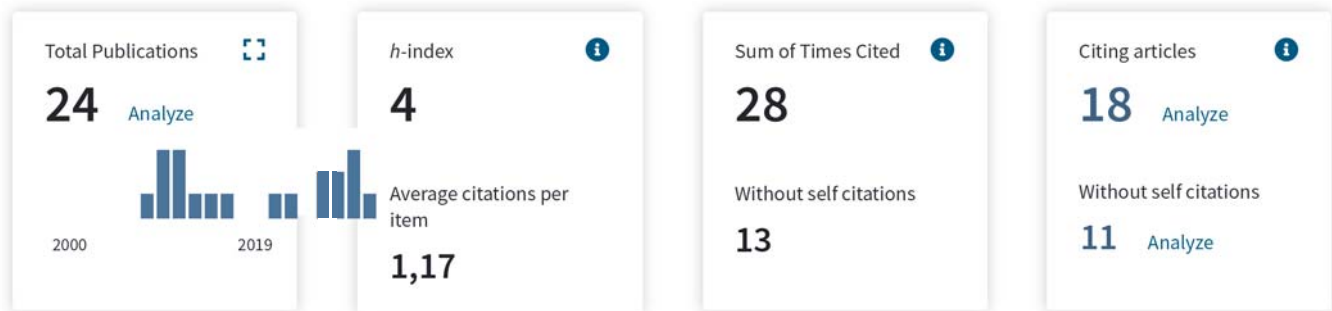 Total Publications
24 Analyze
2000 2019
h-index
4
Average citations per
item
1,17
Sum of Times Cited
28
Without self citations
13
Citing articles
18 Analyze
Without self citations
11 Analyze